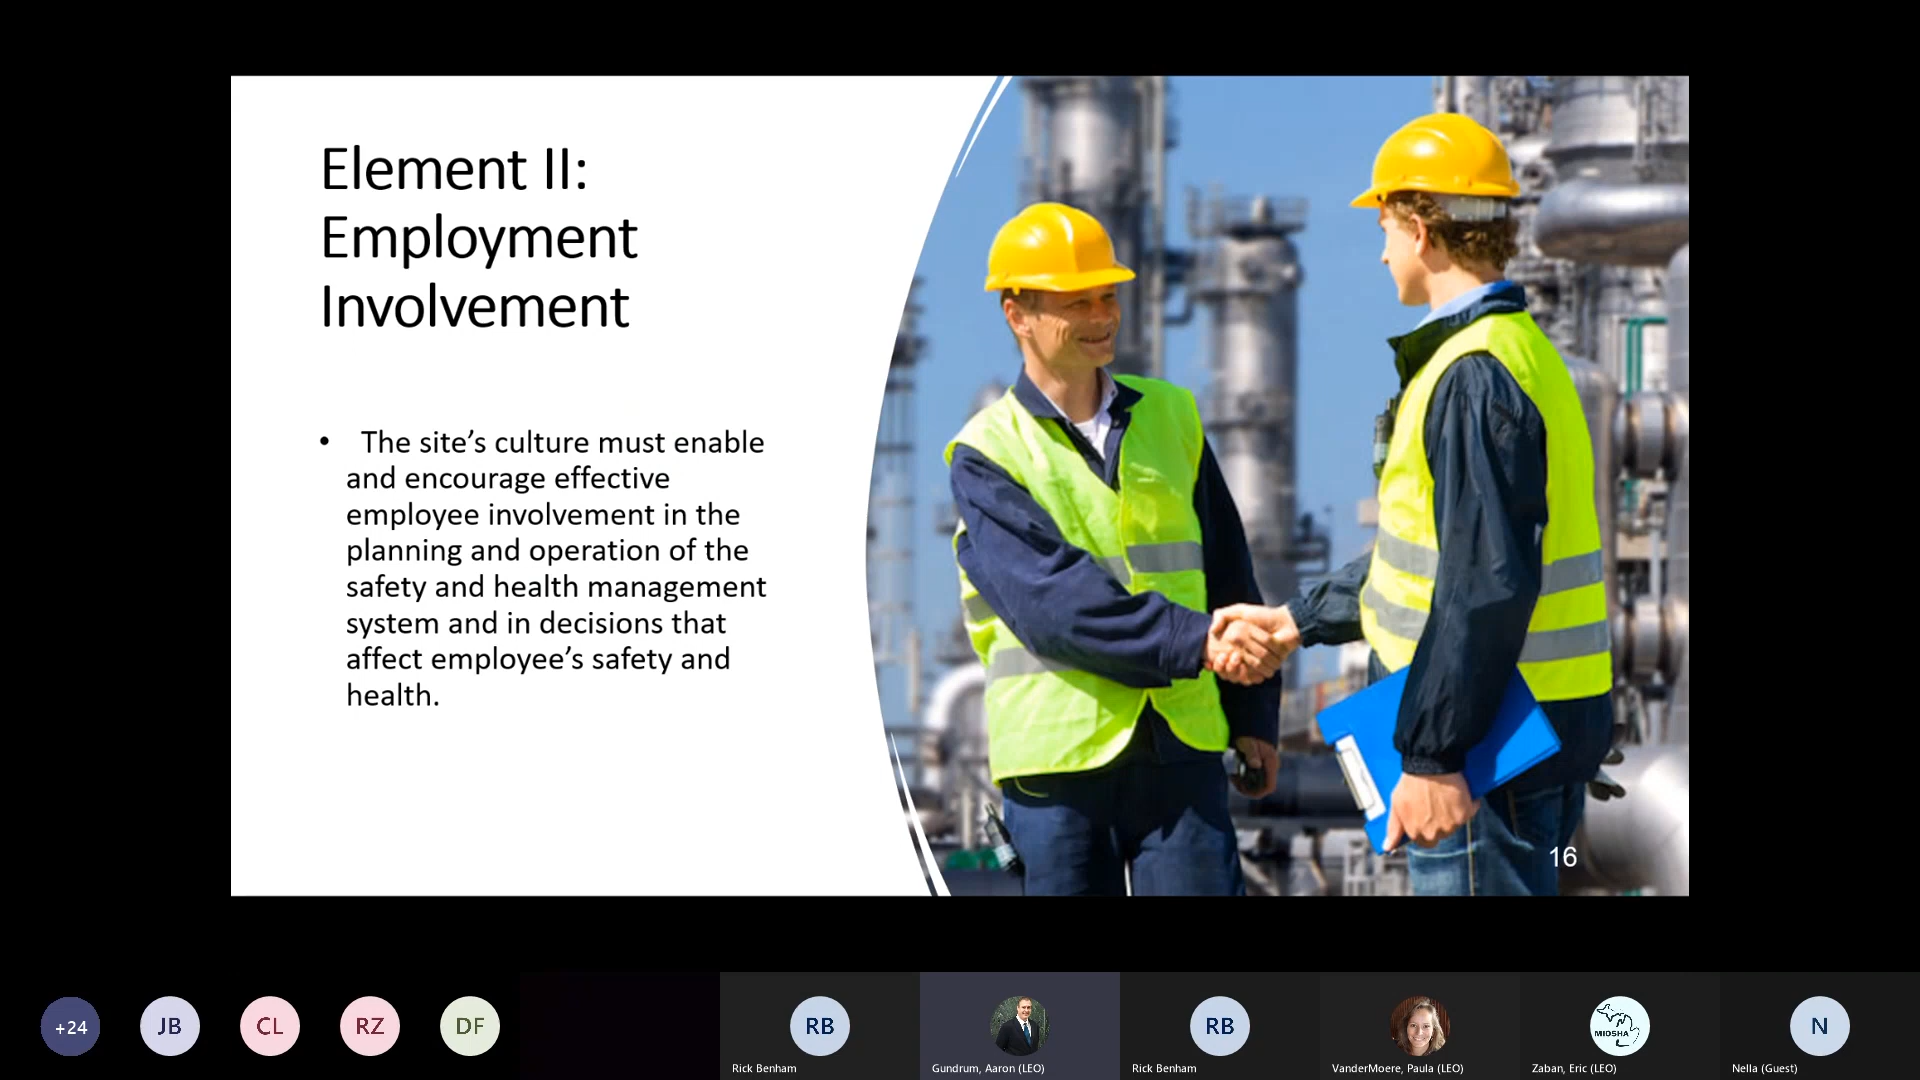 Element II:
Employment
Involvement
• The site’s culture must enable
and encourage effective
employee involvement in the
planning and operation of the
safety and health management
system and in decisions that
affect employee’s safety and
health.
16
+24
JB
CL
RZ
DF
RB
RB
MIOSHA
N
Rick Benham
Gundrum, Aaron (LEO)
Rick Benham
VanderMoere, Paula (LEO)
Zaban, Eric (LEO)
Nella (Guest)